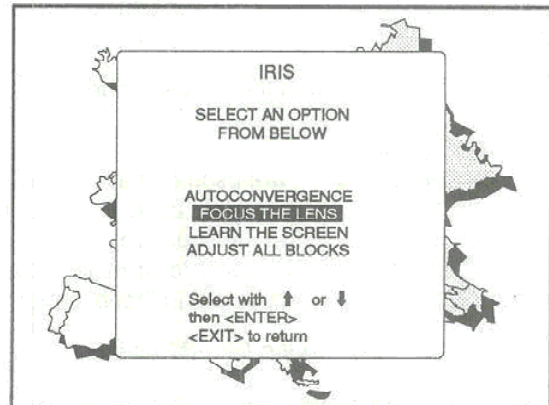 IRIS
SELECT AN OPTION
FROM BELOW
AUTOCONVERGENCE
FOCUS THE LENS
LEARN THE SCREEN
ADJUST ALL BLOCKS
Select with ⬆ or ⬇
then <ENTER>
<EXIT> to return